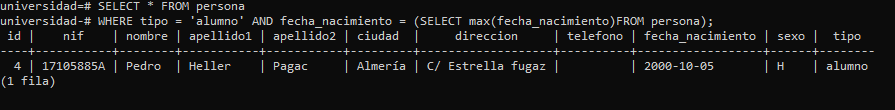 universidad=# SELECT * FROM persona
universidad-# WHERE tipo = 'alumno' AND fecha_nacimiento = (SELECT max(fecha_nacimiento)FROM persona);
 id |    nif    | nombre | apellido1 | apellido2 | ciudad  |     direccion      | telefono | fecha_nacimiento | sexo |  tipo
----+-----------+--------+-----------+-----------+---------+--------------------+----------+------------------+------+--------
  4 | 17105885A | Pedro  | Heller    | Pagac     | Almería | C/ Estrella fugaz  |          | 2000-10-05       | H    | alumno
(1 fila)